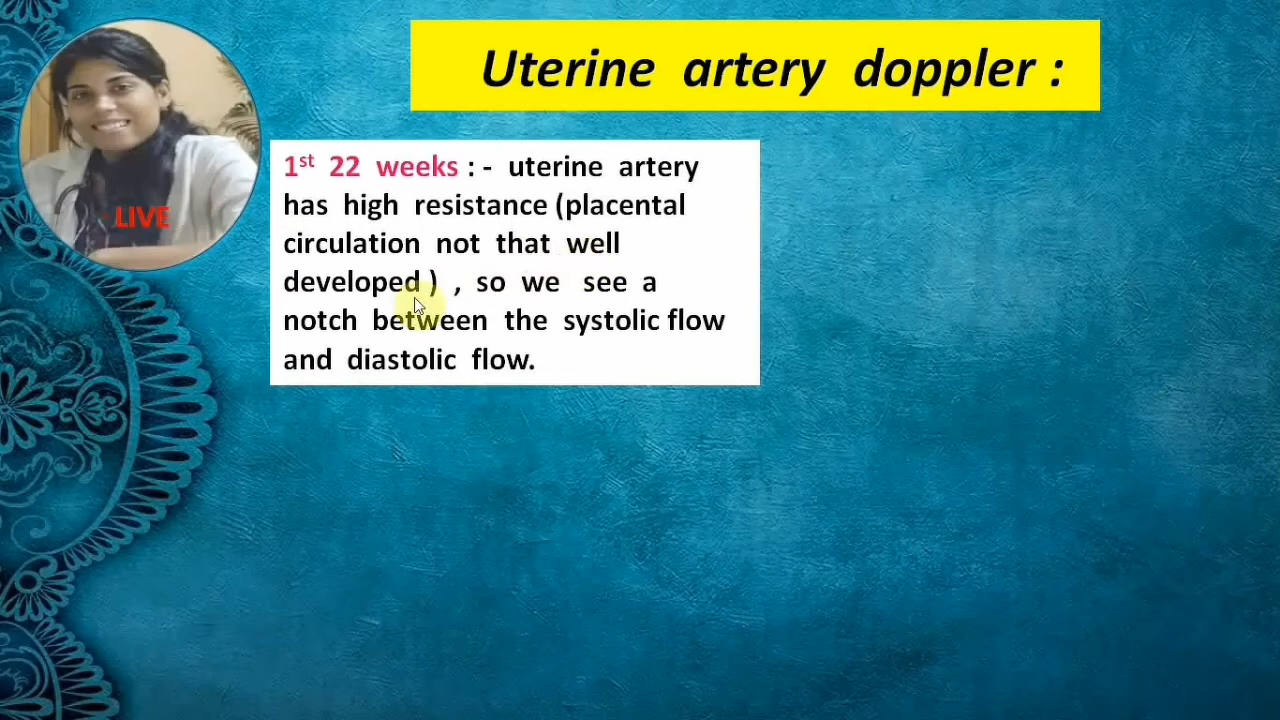 Uterine artery doppler :
LIVE
1st 22 weeks : - uterine artery
has high resistance (placental
circulation not that well
developed ) , so we see a
notch between the systolic flow
and diastolic flow.